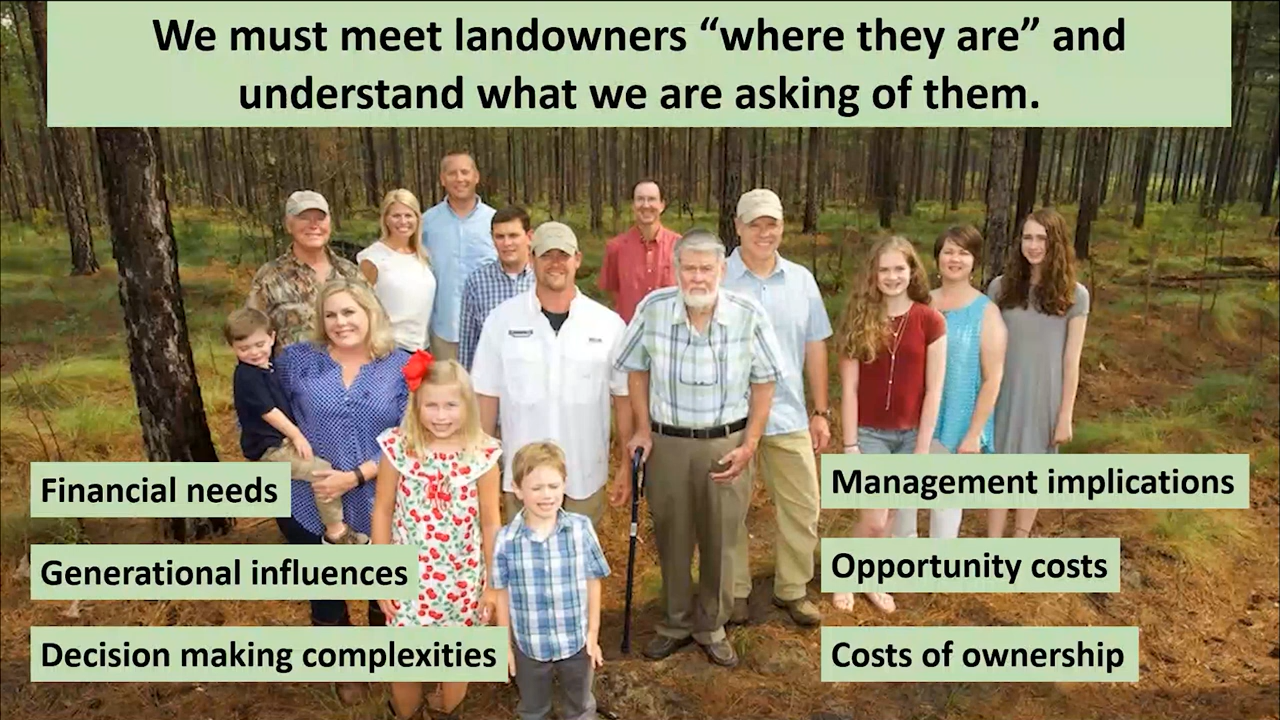 We must meet landowners “where they are” and
understand what we are asking of them.
Financial needs
Generational influences
Decision making complexities
Management implications
Opportunity costs
Costs of ownership